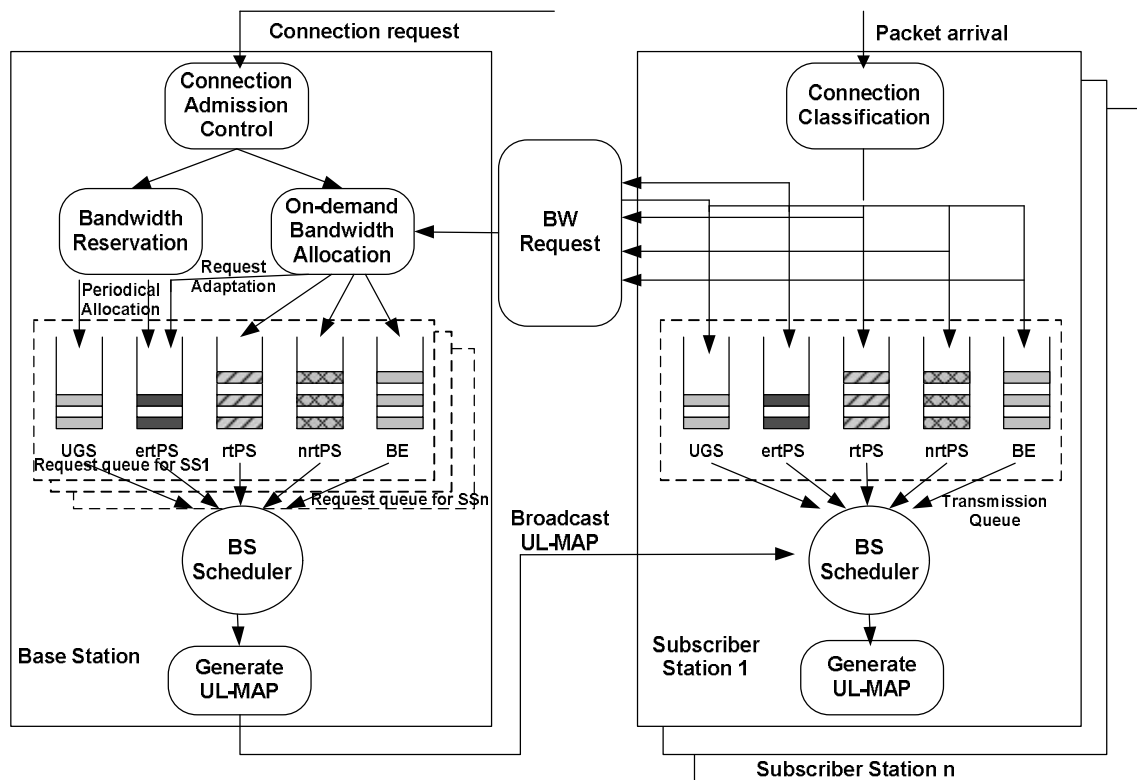 Connection request
Packet arrival
Connection
Admission
Control
Connection
Classification
Bandwidth
Reservation
On-demand
Bandwidth
Allocation
BW
Request
Request
Adaptation
Periodical
Allocation
UGS
ertPS
rtPS
nrtPS
BE
Request queue for SS1
Request queue for SSn
UGS
ertPS
rtPS
nrtPS
BE
Transmission
Queue
Broadcast
UL-MAP
BS
Scheduler
BS
Scheduler
Base Station
Generate
UL-MAP
Subscriber
Station 1
Generate
UL-MAP
Subscriber Station n